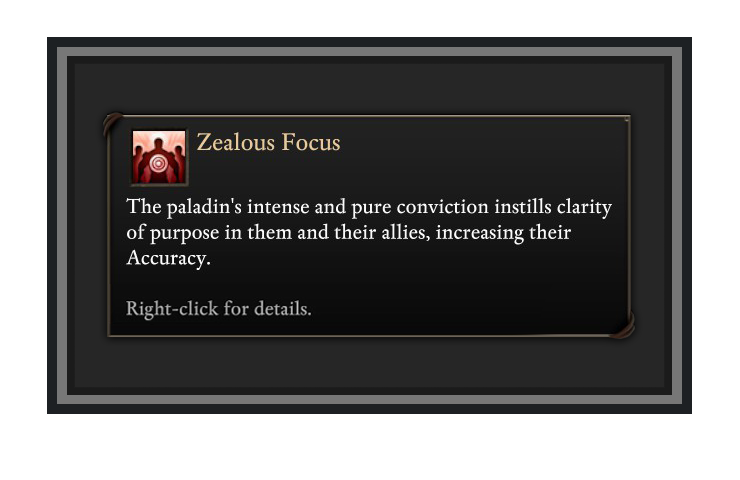 Zealous Focus
The paladin's intense and pure conviction instills clarity
of purpose in them and their allies, increasing their
Accuracy.
Right-click for details.